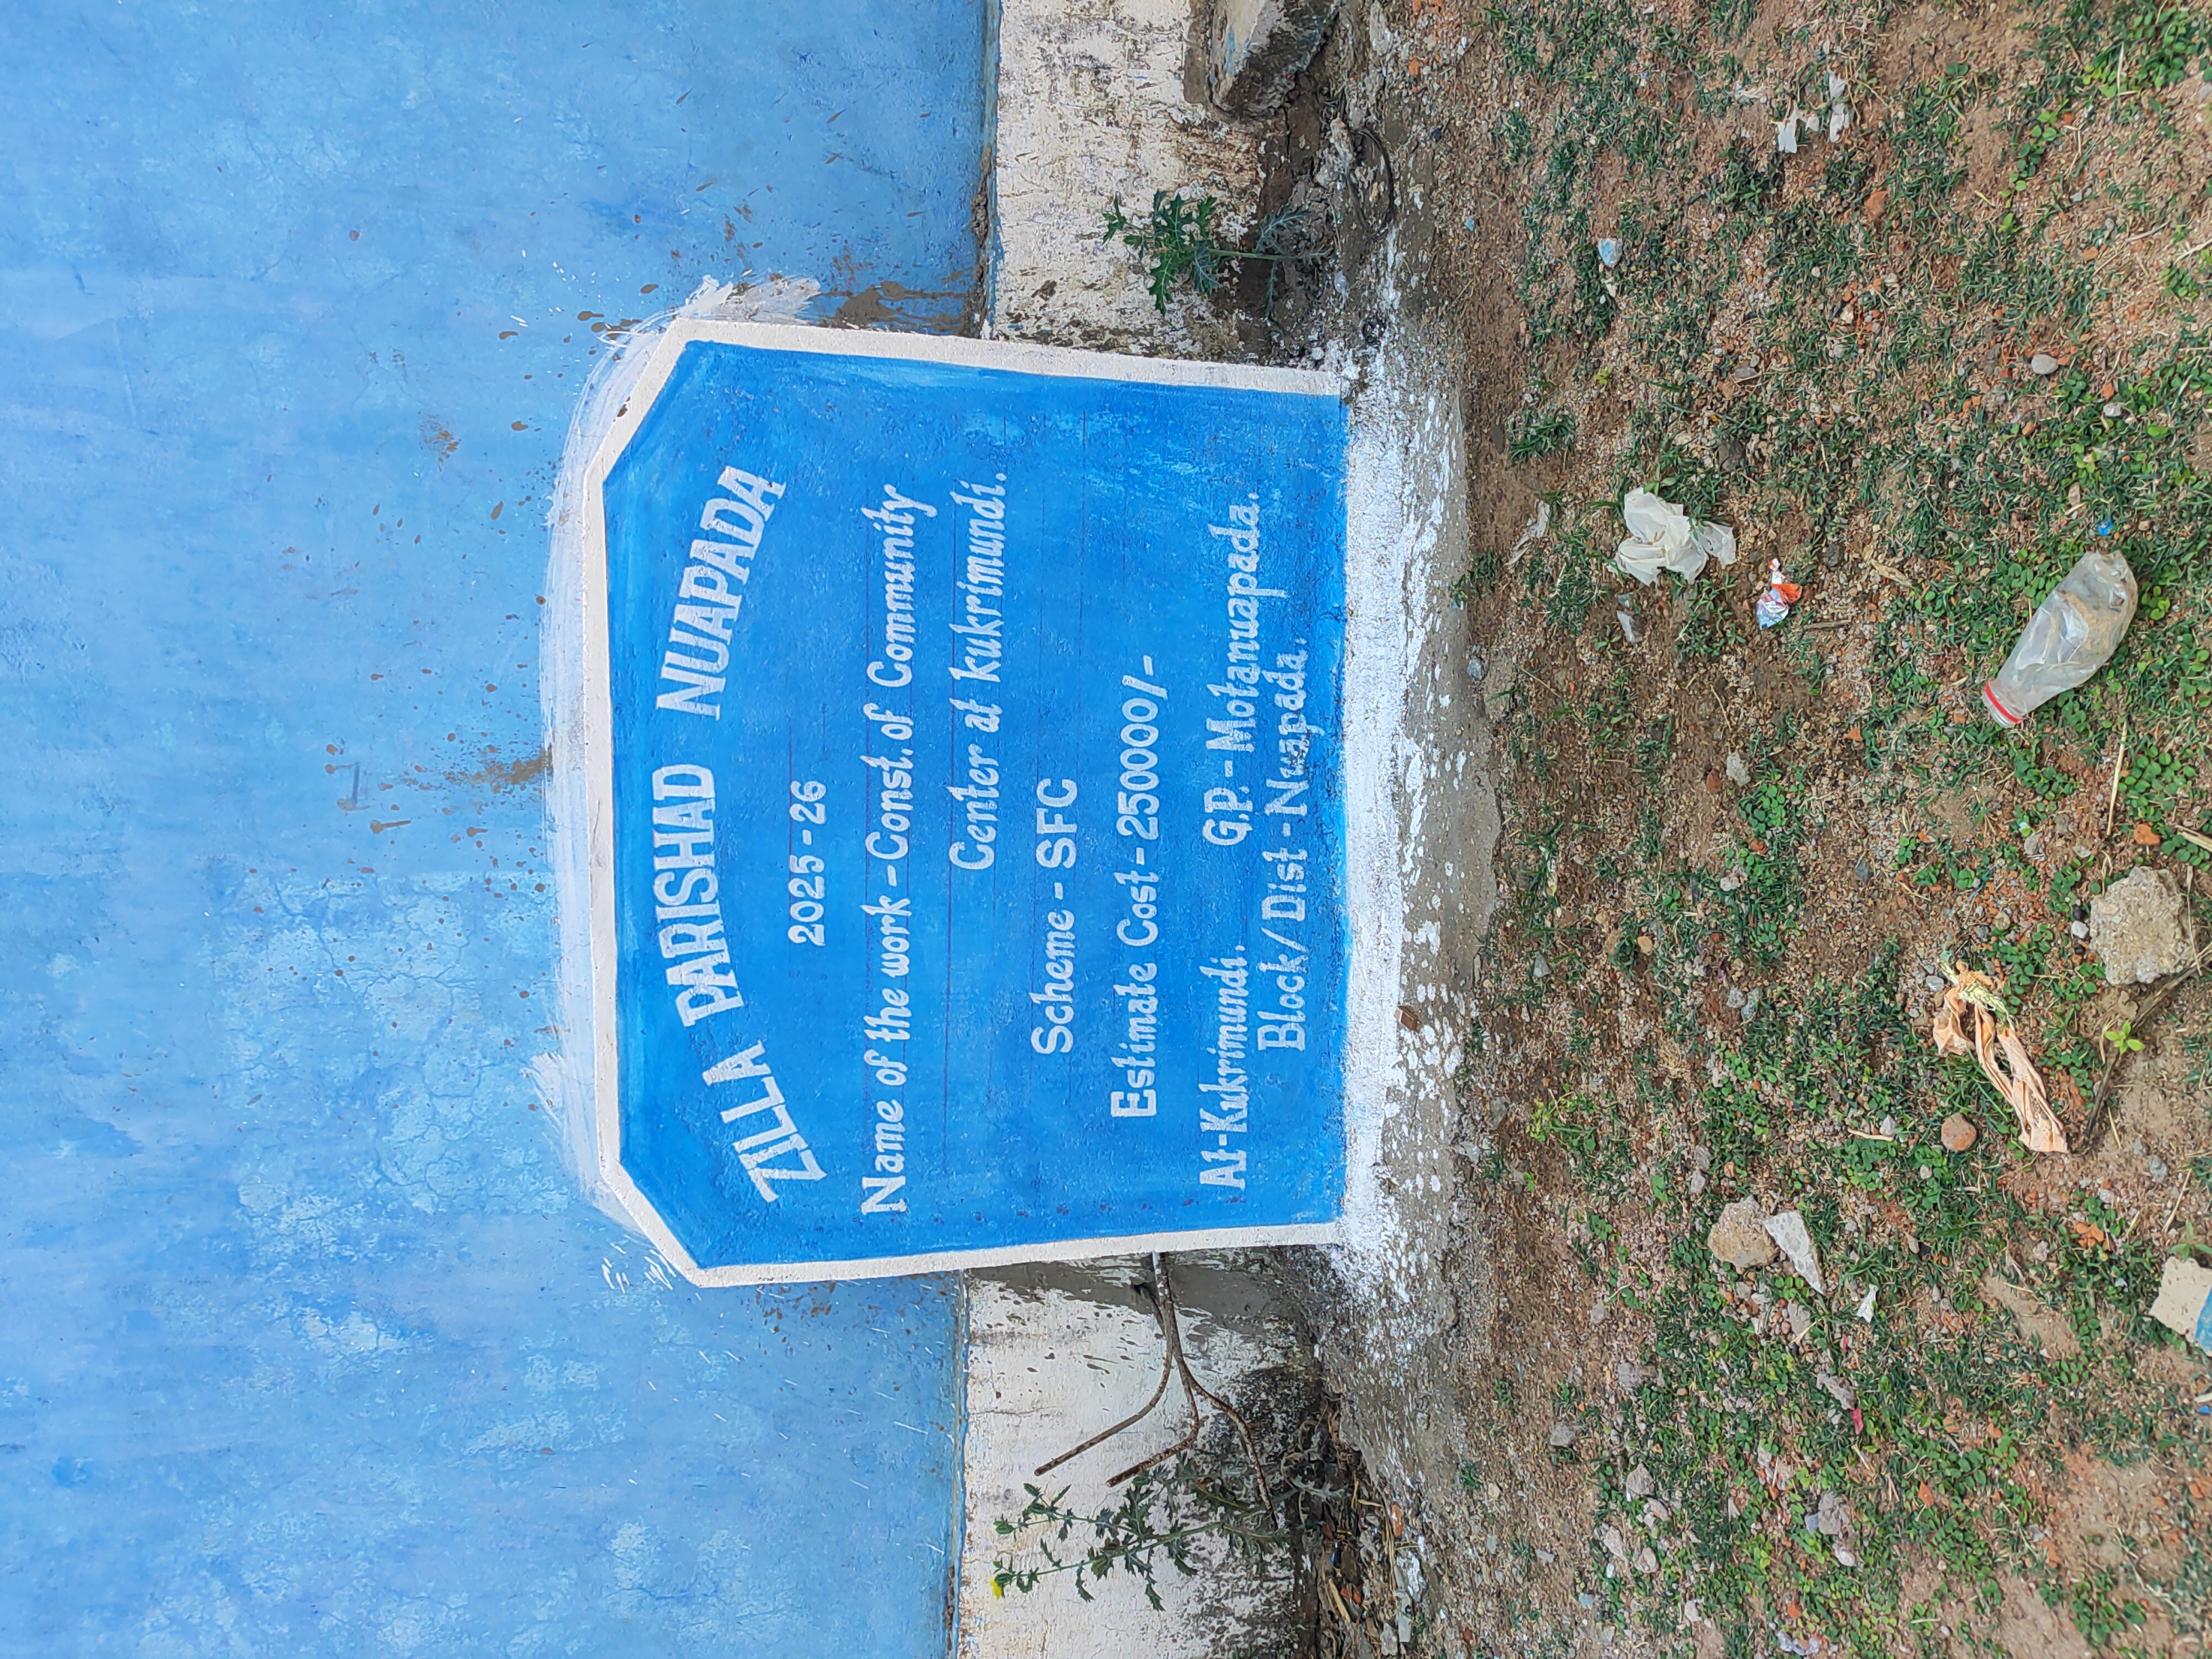 ZILLA PARISHAD NUAPADA
2025-26
Name of the work - Const. of Community
Center at kukrimundi.
Scheme - SFC
Estimate Cost - 250000/-
At-Kukrimundi. G.P. - Motanuapada.
Block/Dist - Nuapada.